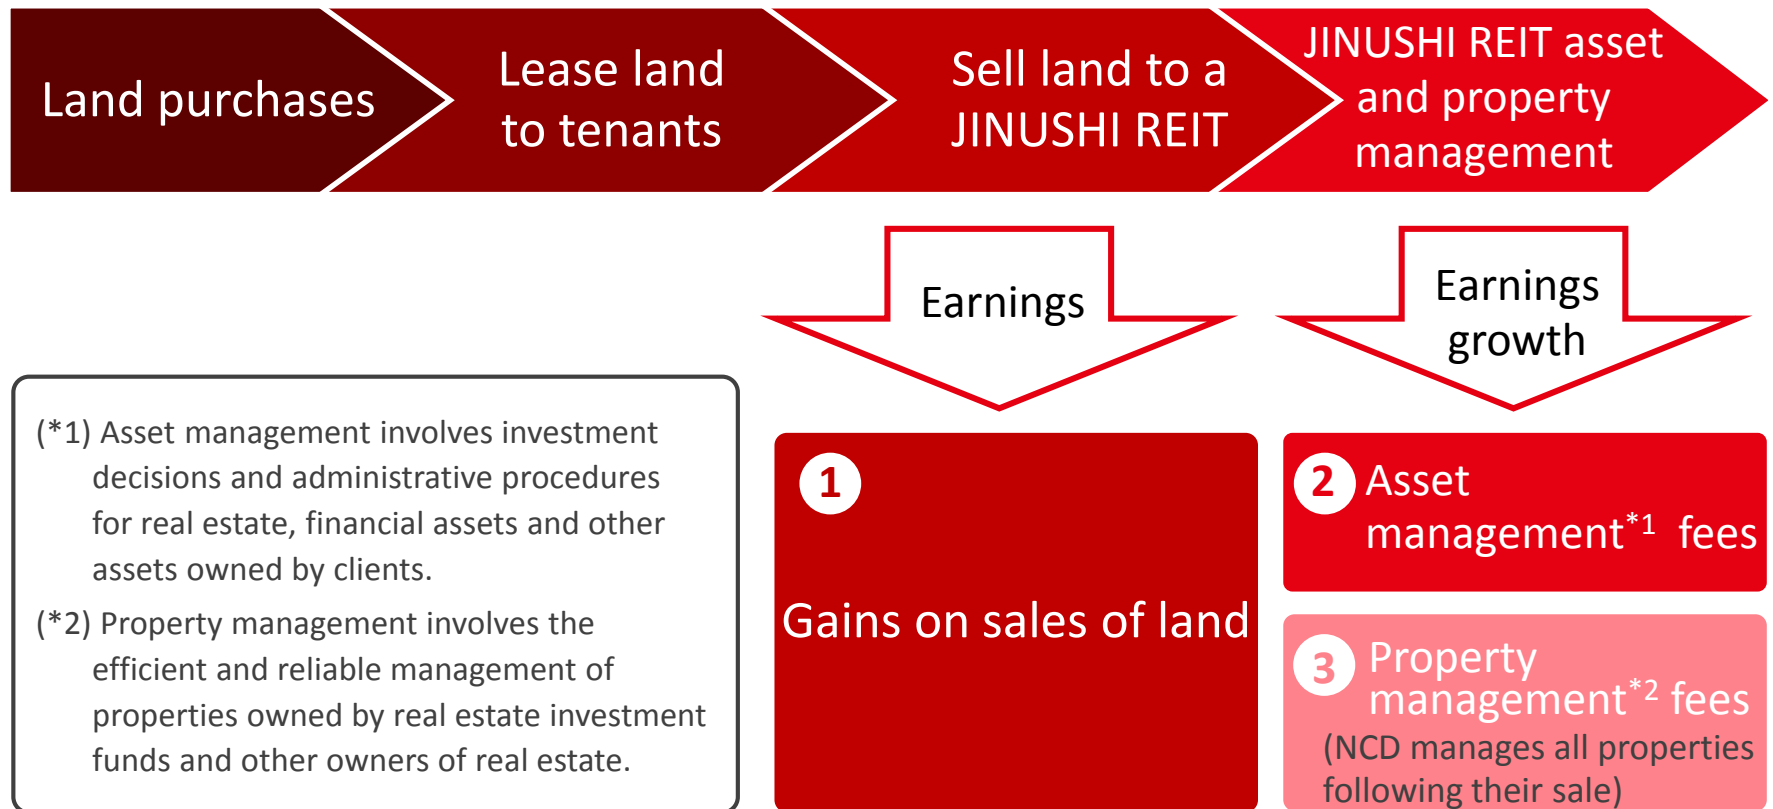 Land purchases
Lease land
to tenants
Sell land to a
JINUSHI REIT
JINUSHI REIT asset
and property
management
Earnings
Earnings
growth
(*1) Asset management involves investment
decisions and administrative procedures
for real estate, financial assets and other
assets owned by clients.
(*2) Property management involves the
efficient and reliable management of
properties owned by real estate investment
funds and other owners of real estate.
1
Gains on sales of land
2 Asset
management*1 fees
3 Property
management*2 fees
(NCD manages all properties
following their sale)